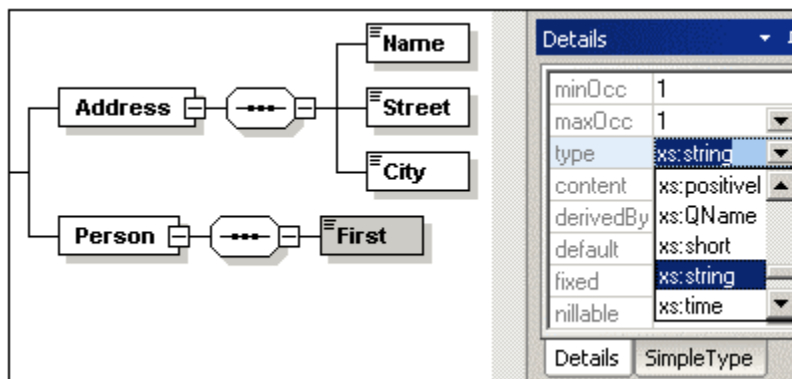 Name
Address
Street
City
Person
First
Details
minOcc 1
maxOcc 1
type xs:string
content xs:positiveI
derivedBy xs:QName
default xs:short
fixed xs:string
nillable xs:time
Details SimpleType